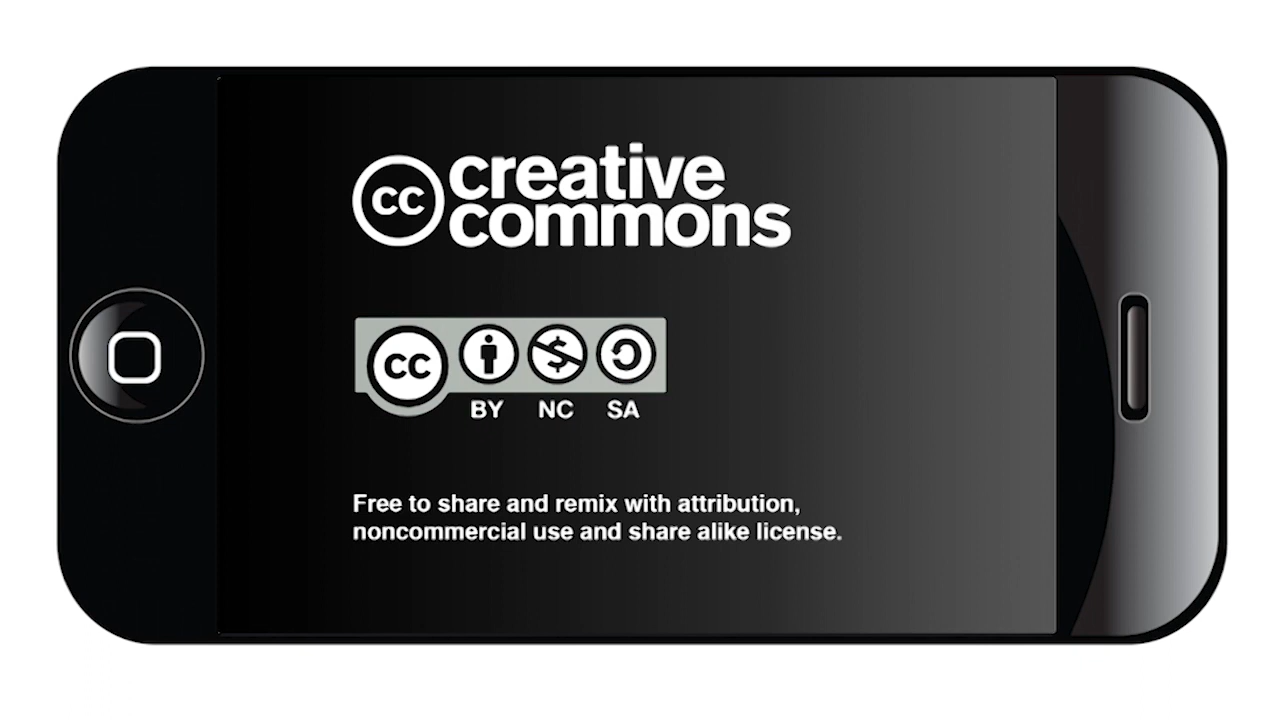 cc creative
commons
cc
BY NC SA
Free to share and remix with attribution,
noncommercial use and share alike license.